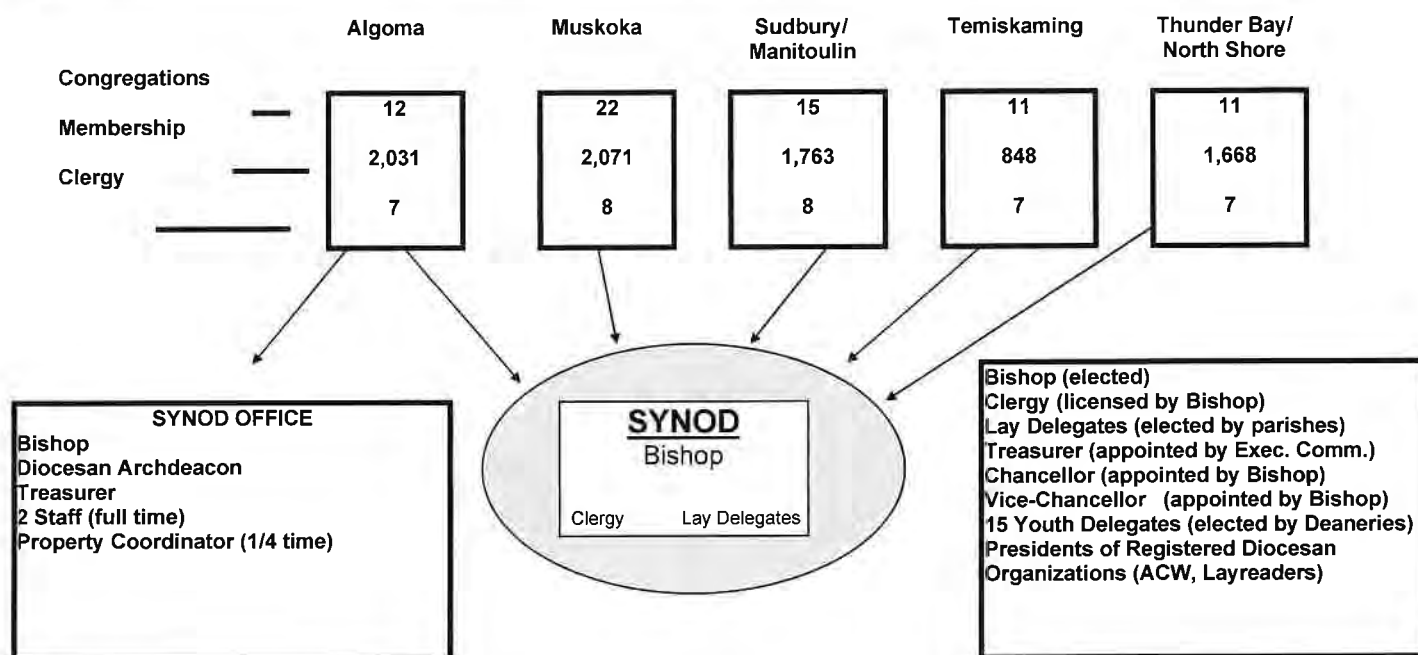 Algoma Muskoka Sudbury/ Temiskaming Thunder Bay/
Manitoulin North Shore
Congregations
12 22 15 11 11
Membership
2,031 2,071 1,763 848 1,668
Clergy
7 8 8 7 7
SYNOD OFFICE
Bishop
Diocesan Archdeacon
Treasurer
2 Staff (full time)
Property Coordinator (1/4 time)
SYNOD
Bishop
Clergy Lay Delegates
Bishop (elected)
Clergy (licensed by Bishop)
Lay Delegates (elected by parishes)
Treasurer (appointed by Exec. Comm.)
Chancellor (appointed by Bishop)
Vice-Chancellor (appointed by Bishop)
15 Youth Delegates (elected by Deaneries)
Presidents of Registered Diocesan
Organizations (ACW, Layreaders)